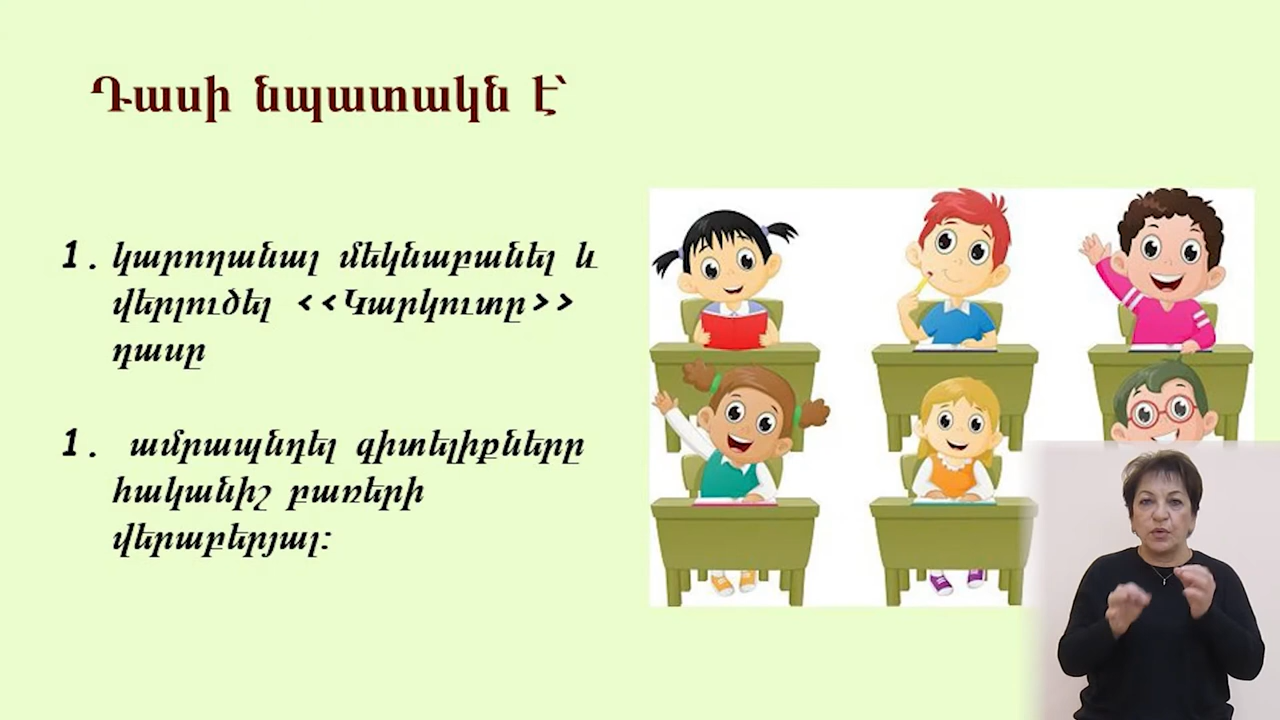 Դասի նպատակն է՝
1. կարողանալ մեկնաբանել և
վերլուծել <<Կարկուտը>>
դասը
1. ամրապնդել գիտելիքները
հականիշ բառերի
վերաբերյալ: